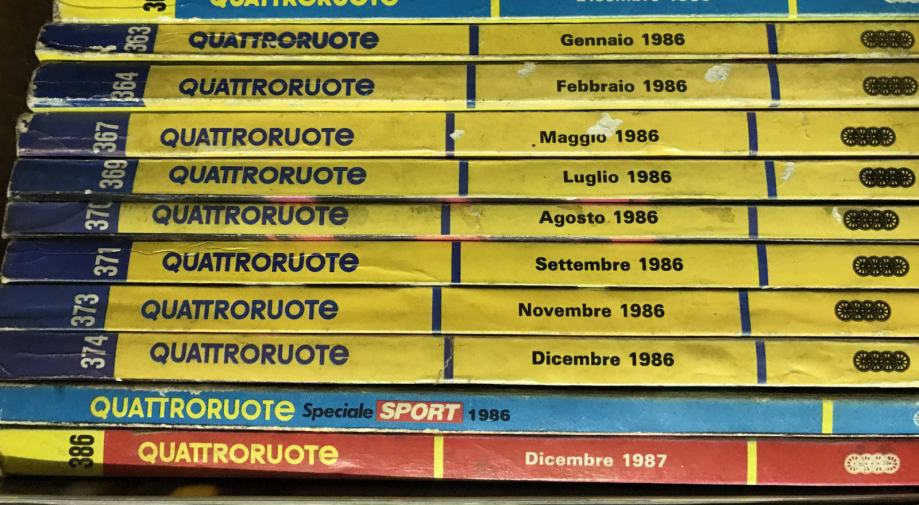 QUATTRORUOTE
363 QUATTRORUOTE Gennaio 1986
364 QUATTRORUOTE Febbraio 1986
367 QUATTRORUOTE Maggio 1986
369 QUATTRORUOTE Luglio 1986
370 QUATTRORUOTE Agosto 1986
371 QUATTRORUOTE Settembre 1986
373 QUATTRORUOTE Novembre 1986
374 QUATTRORUOTE Dicembre 1986
QUATTRORUOTE Speciale SPORT 1986
386 QUATTRORUOTE Dicembre 1987